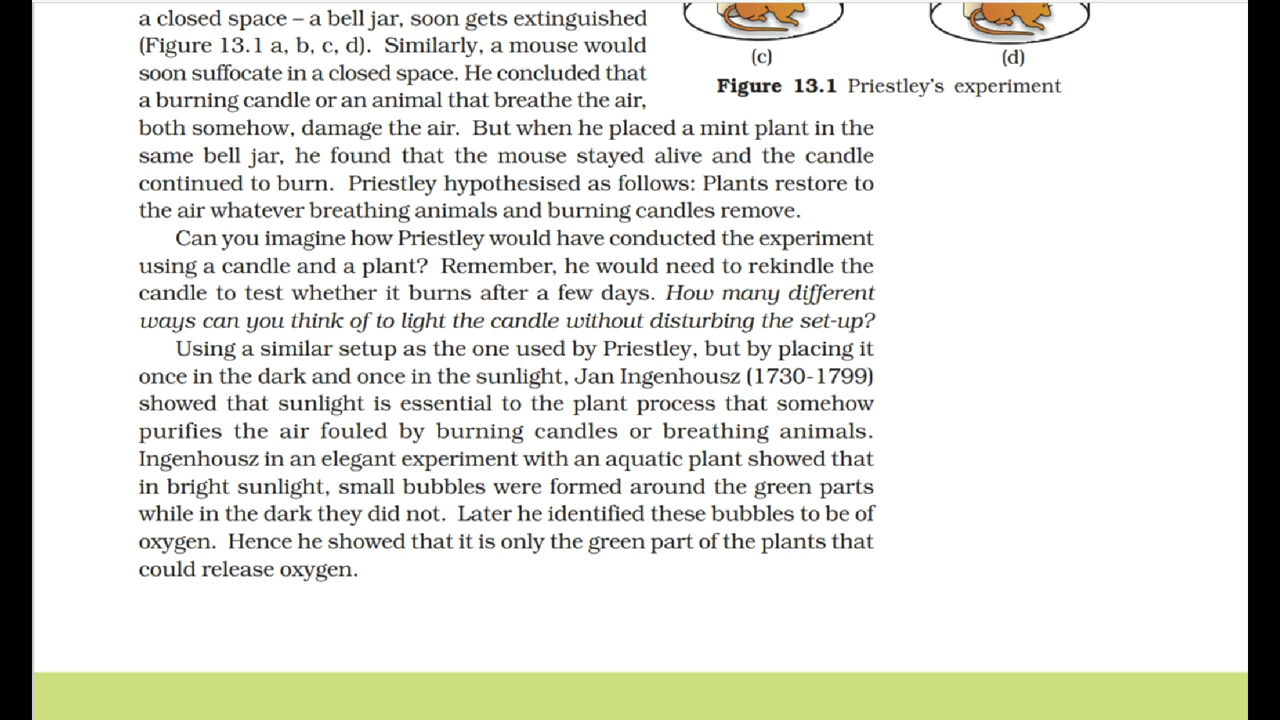 a closed space – a bell jar, soon gets extinguished
(Figure 13.1 a, b, c, d). Similarly, a mouse would
soon suffocate in a closed space. He concluded that
a burning candle or an animal that breathe the air,
both somehow, damage the air. But when he placed a mint plant in the
same bell jar, he found that the mouse stayed alive and the candle
continued to burn. Priestley hypothesised as follows: Plants restore to
the air whatever breathing animals and burning candles remove.
(c)
(d)
Figure 13.1 Priestley's experiment
Can you imagine how Priestley would have conducted the experiment
using a candle and a plant? Remember, he would need to rekindle the
candle to test whether it burns after a few days. How many different
ways can you think of to light the candle without disturbing the set-up?
Using a similar setup as the one used by Priestley, but by placing it
once in the dark and once in the sunlight, Jan Ingenhousz (1730-1799)
showed that sunlight is essential to the plant process that somehow
purifies the air fouled by burning candles or breathing animals.
Ingenhousz in an elegant experiment with an aquatic plant showed that
in bright sunlight, small bubbles were formed around the green parts
while in the dark they did not. Later he identified these bubbles to be of
oxygen. Hence he showed that it is only the green part of the plants that
could release oxygen.